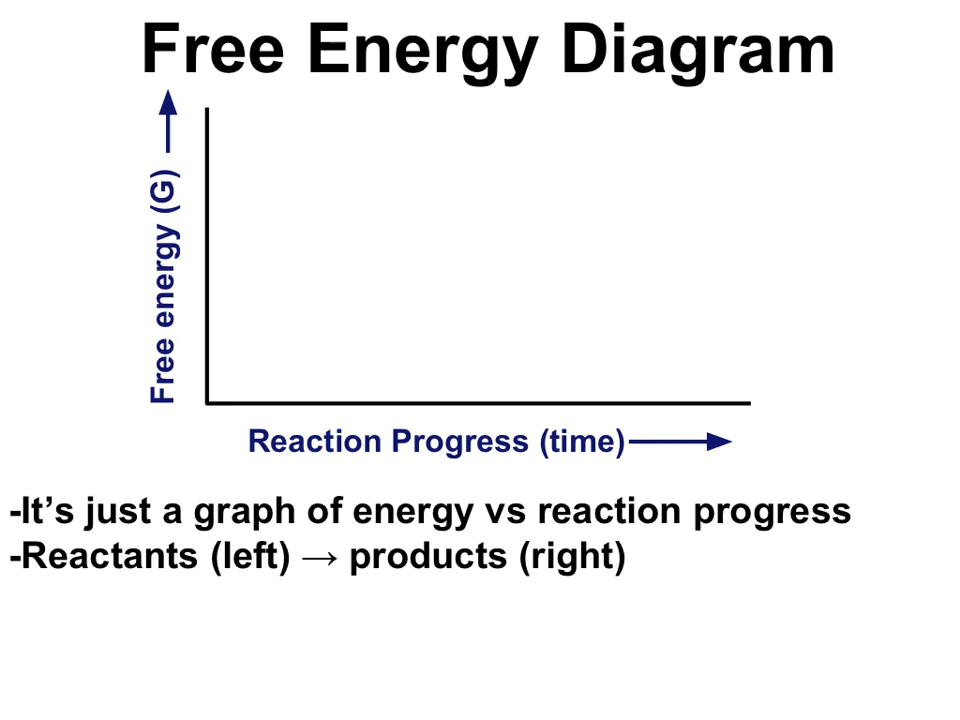 Free Energy Diagram
Free energy (G)
Reaction Progress (time)
-It’s just a graph of energy vs reaction progress
-Reactants (left) → products (right)